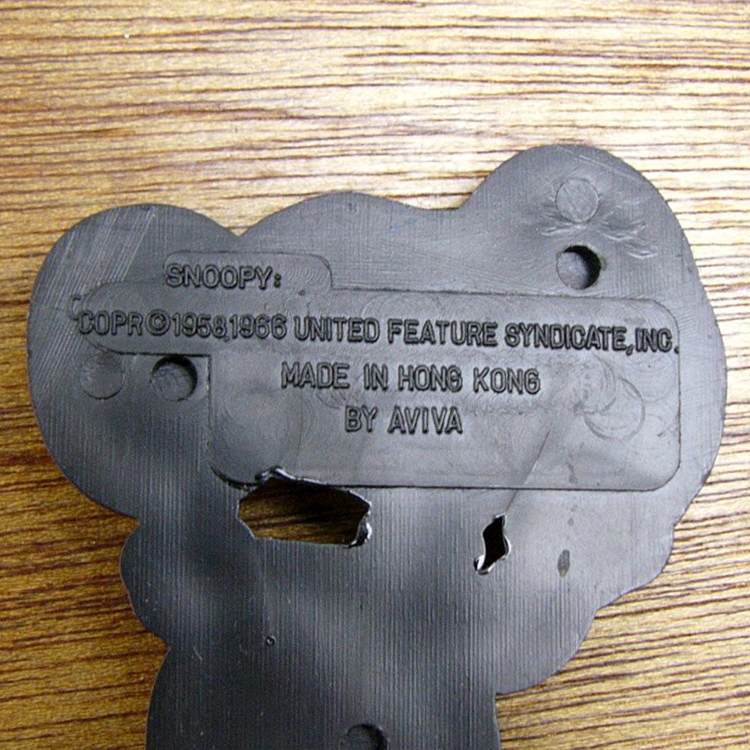 SNOOPY:
COPR © 1958,1966 UNITED FEATURE SYNDICATE, INC.
MADE IN HONG KONG
BY AVIVA